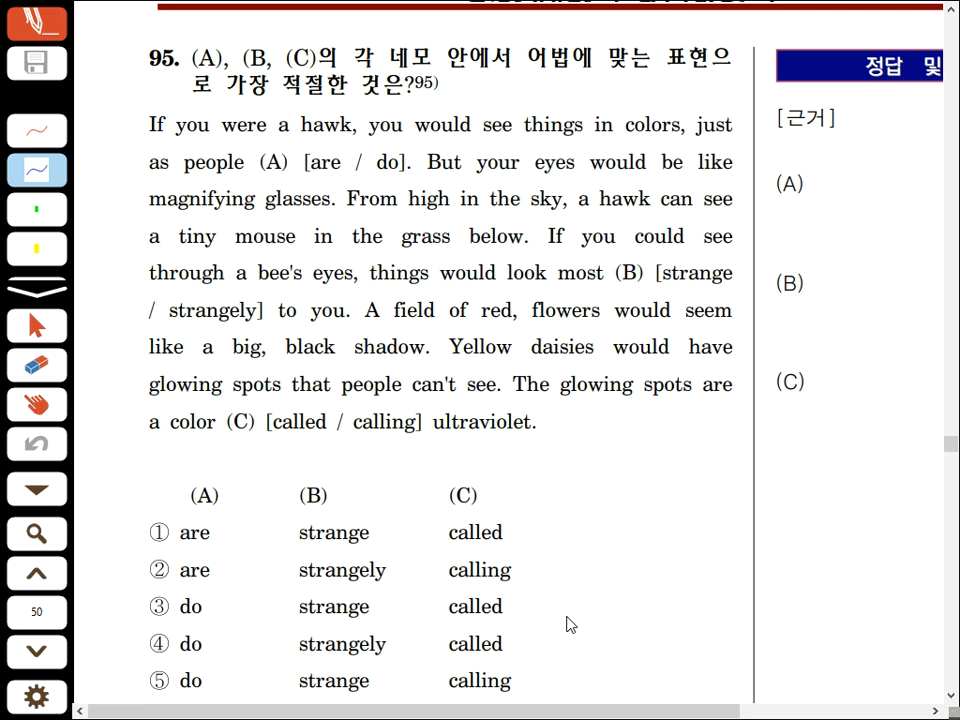 95. (A), (B, (C)의 각 네모 안에서 어법에 맞는 표현으
로 가장 적절한 것은?95)
If you were a hawk, you would see things in colors, just
as people (A) [are / do]. But your eyes would be like
magnifying glasses. From high in the sky, a hawk can see
a tiny mouse in the grass below. If you could see
through a bee's eyes, things would look most (B) [strange
/ strangely] to you. A field of red, flowers would seem
like a big, black shadow. Yellow daisies would have
glowing spots that people can't see. The glowing spots are
a color (C) [called / calling] ultraviolet.
(A) (B) (C)
① are strange called
② are strangely calling
③ do strange called
④ do strangely called
⑤ do strange calling
정답 및
[근거]
(A)
(B)
(C)
50